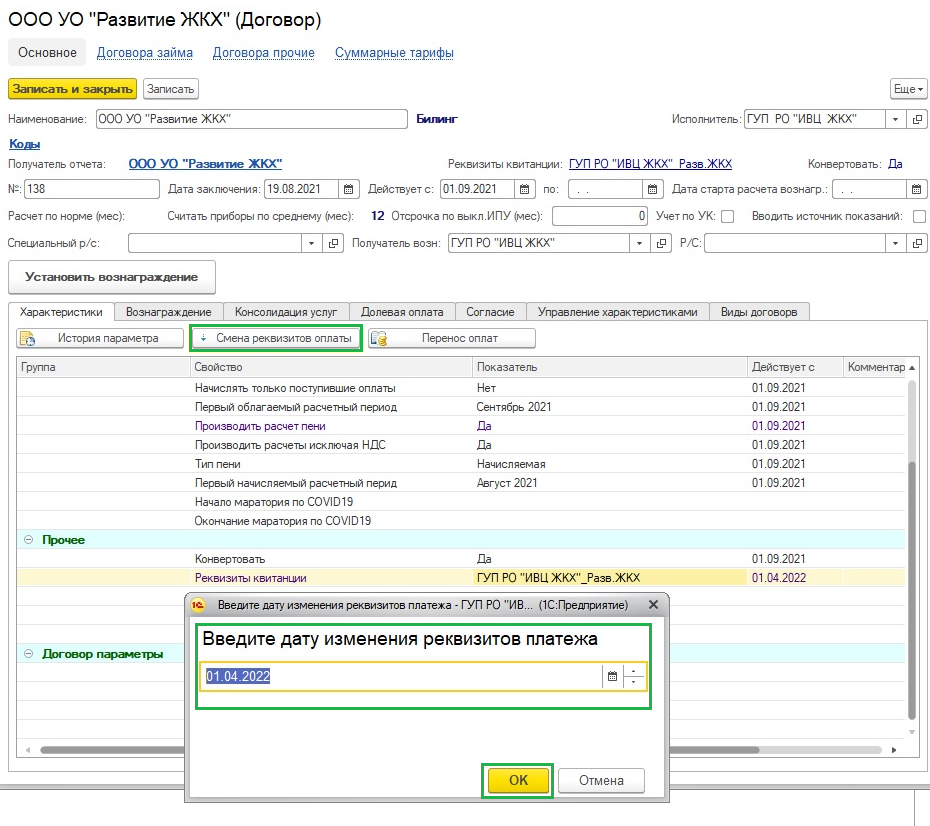 ООО УО "Развитие ЖКХ" (Договор)
Основное Договора займа Договора прочие Суммарные тарифы
Записать и закрыть Записать Еще
Наименование: ООО УО "Развитие ЖКХ" Билинг Исполнитель: ГУП РО "ИВЦ ЖКХ"
Коды
Получатель отчета: ООО УО "Развитие ЖКХ" Реквизиты квитанции: ГУП РО "ИВЦ ЖКХ"_Разв.ЖКХ Конвертовать: Да
№: 138 Дата заключения: 19.08.2021 Действует с: 01.09.2021 по: . . Дата старта расчета вознагр.: . .
Расчет по норме (мес): Считать приборы по среднему (мес): 12 Отсрочка по выкл.ИПУ (мес): 0 Учет по УК: Вводить источник показаний:
Специальный р/с: Получатель возн: ГУП РО "ИВЦ ЖКХ" Р/С:
Установить вознаграждение
Характеристики Вознаграждение Консолидация услуг Долевая оплата Согласие Управление характеристиками Виды договорв
История параметра Смена реквизитов оплаты Перенос оплат
Группа Свойство Показатель Действует с Комментар
Начислять только поступившие оплаты Нет 01.09.2021
Первый облагаемый расчетный период Сентябрь 2021 01.09.2021
Производить расчет пени Да 01.09.2021
Производить расчеты исключая НДС Да 01.09.2021
Тип пени Начисляемая 01.09.2021
Первый начисляемый расчетный перид Август 2021 01.09.2021
Начало маратория по COVID19
Окончание маратория по COVID19
Прочее
Конвертовать Да 01.09.2021
Реквизиты квитанции ГУП РО "ИВЦ ЖКХ"_Разв.ЖКХ 01.04.2022
Договор параметры
Введите дату изменения реквизитов платежа - ГУП РО "ИВ... (1С:Предприятие)
Введите дату изменения реквизитов платежа
01.04.2022
ОК Отмена